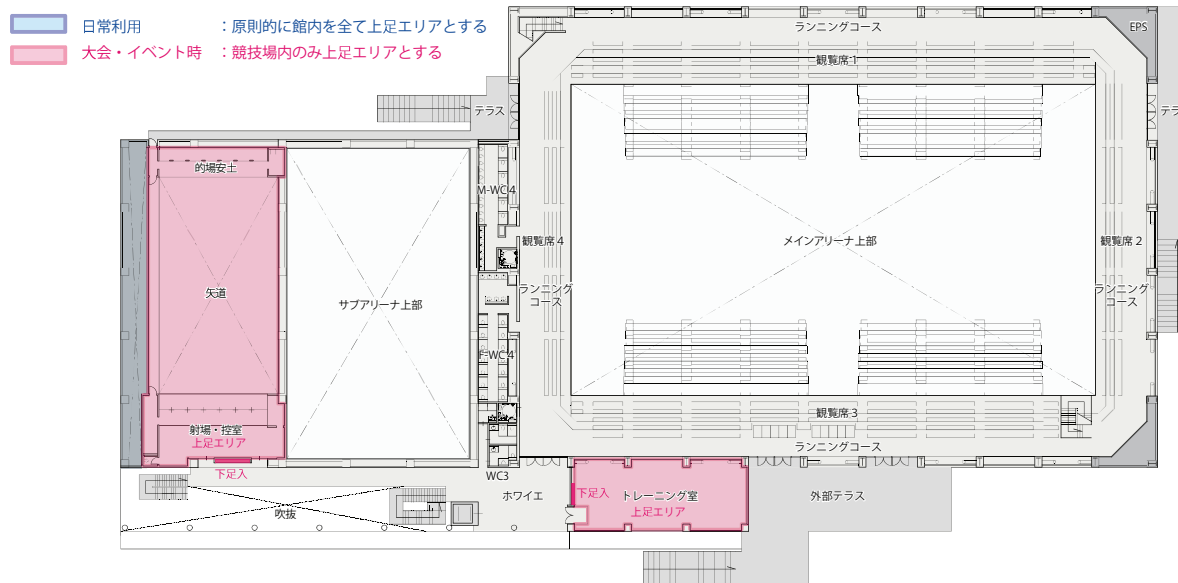 日常利用 ：原則的に館内を全て上足エリアとする
大会・イベント時 ：競技場内のみ上足エリアとする
ランニングコース
EPS
観覧席1
テラス
テラ
的場安土
M-WC 4
観覧席 4
メインアリーナ上部
観覧席 2
矢道
サブアリーナ上部
ランニング
コース
ランニング
コース
F-WC 4
観覧席 3
射場・控室
上足エリア
ランニングコース
下足入
WC3
ホワイエ
下足入
トレーニング室
上足エリア
外部テラス
吹抜